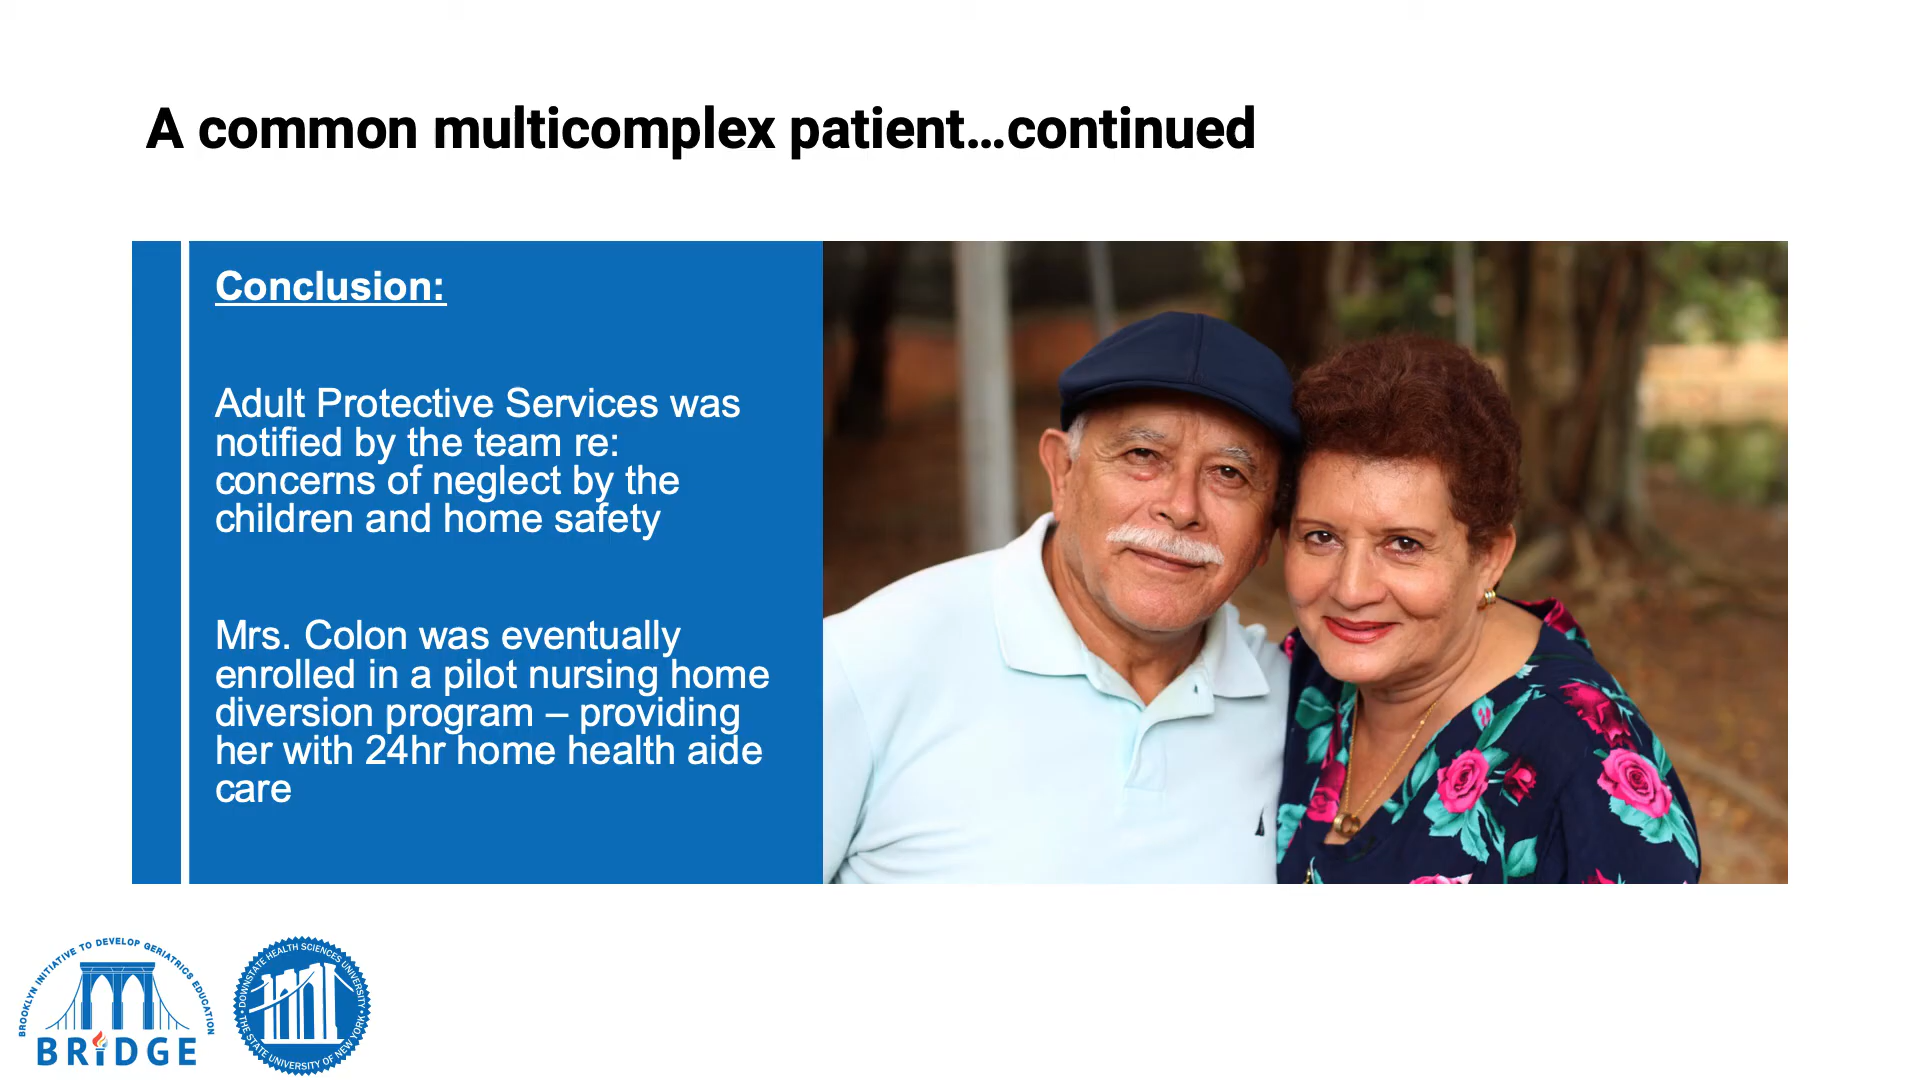 A common multicomplex patient…continued
Conclusion:
Adult Protective Services was
notified by the team re:
concerns of neglect by the
children and home safety
Mrs. Colon was eventually
enrolled in a pilot nursing home
diversion program – providing
her with 24hr home health aide
care
BROOKLYN INITIATIVE TO DEVELOP GERIATRICS EDUCATION
BRiDGE
DOWNSTATE HEALTH SCIENCES UNIVERSITY
THE STATE UNIVERSITY OF NEW YORK